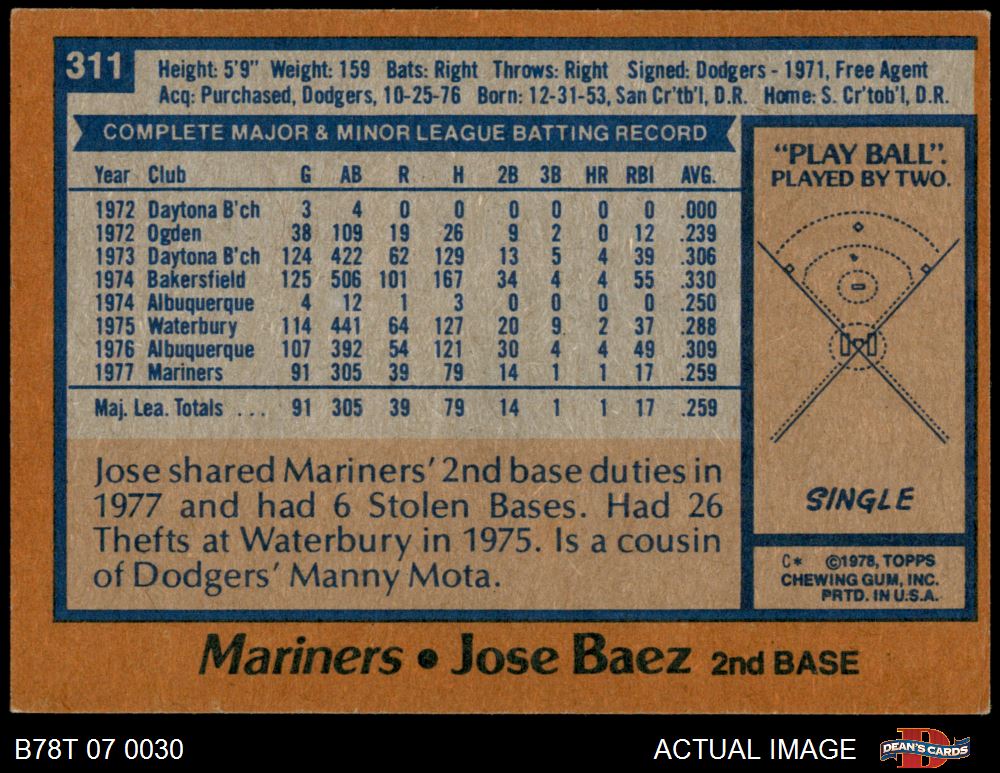 311
Height: 5'9" Weight: 159 Bats: Right Throws: Right Signed: Dodgers - 1971, Free Agent
Acq: Purchased, Dodgers, 10-25-76 Born: 12-31-53, San Cr'tb'l, D.R. Home: S. Cr'tob'l, D.R.
COMPLETE MAJOR & MINOR LEAGUE BATTING RECORD
Year Club G AB R H 2B 3B HR RBI AVG.
1972 Daytona B'ch 3 4 0 0 0 0 0 0 .000
1972 Ogden 38 109 19 26 9 2 0 12 .239
1973 Daytona B'ch 124 422 62 129 13 5 4 39 .306
1974 Bakersfield 125 506 101 167 34 4 4 55 .330
1974 Albuquerque 4 12 1 3 0 0 0 0 .250
1975 Waterbury 114 441 64 127 20 9 2 37 .288
1976 Albuquerque 107 392 54 121 30 4 4 49 .309
1977 Mariners 91 305 39 79 14 1 1 17 .259
Maj. Lea. Totals ... 91 305 39 79 14 1 1 17 .259
Jose shared Mariners' 2nd base duties in
1977 and had 6 Stolen Bases. Had 26
Thefts at Waterbury in 1975. Is a cousin
of Dodgers' Manny Mota.
"PLAY BALL".
PLAYED BY TWO.
SINGLE
C* ©1978, TOPPS
CHEWING GUM, INC.
PRTD. IN U.S.A.
Mariners • Jose Baez 2nd BASE
B78T 07 0030
ACTUAL IMAGE
DEAN'S CARDS